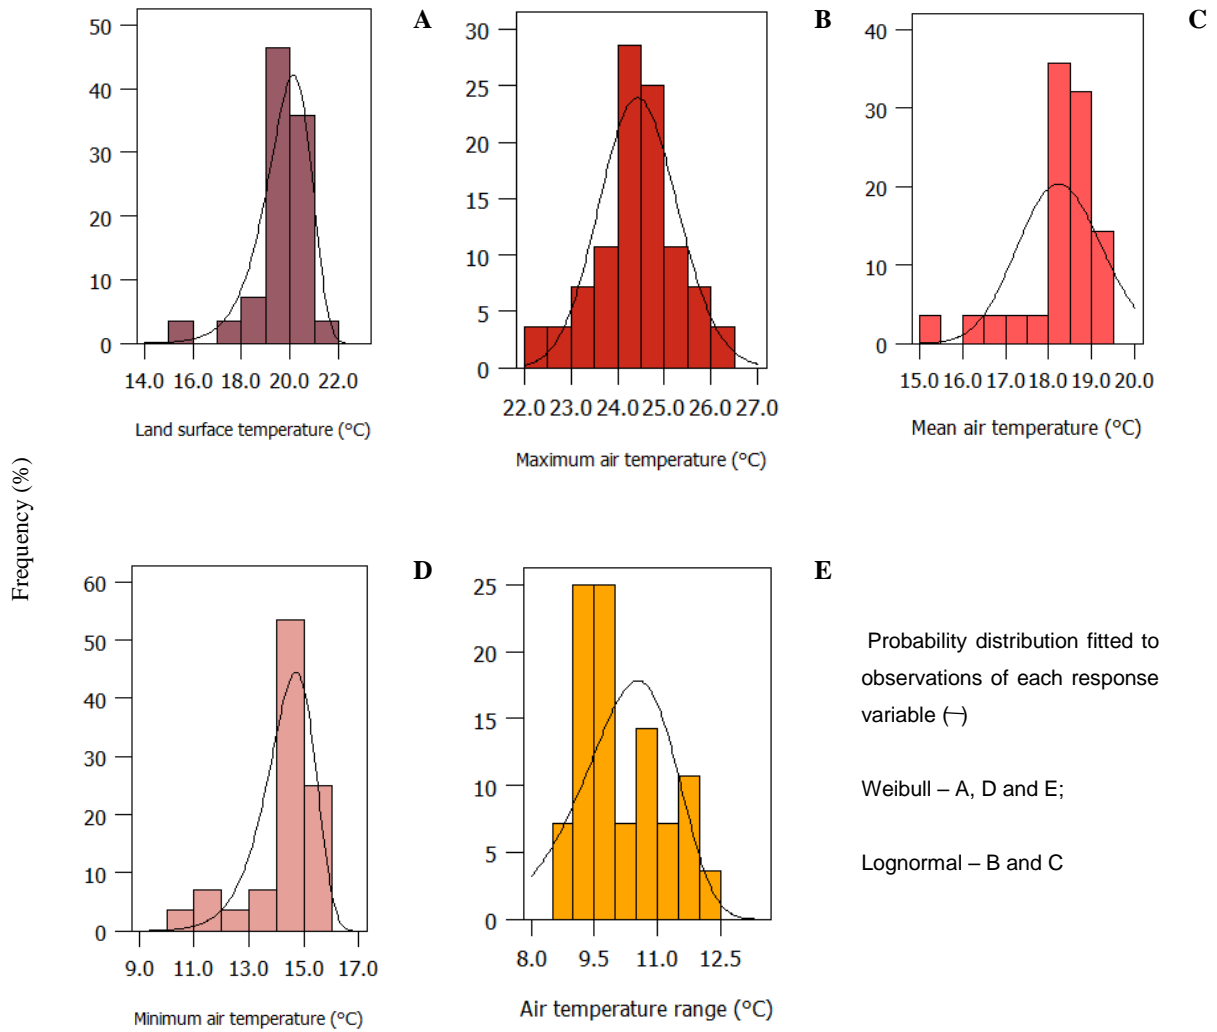 A
50
40
30
20
10
0
14.0 16.0 18.0 20.0 22.0
Land surface temperature (°C)
B
30
25
20
15
10
5
0
22.0 23.0 24.0 25.0 26.0 27.0
Maximum air temperature (°C)
C
40
30
20
10
0
15.0 16.0 17.0 18.0 19.0 20.0
Mean air temperature (°C)
Frequency (%)
D
60
50
40
30
20
10
0
9.0 11.0 13.0 15.0 17.0
Minimum air temperature (°C)
E
25
20
15
10
5
0
8.0 9.5 11.0 12.5
Air temperature range (°C)
Probability distribution fitted to
observations of each response
variable (—)
Weibull – A, D and E;
Lognormal – B and C